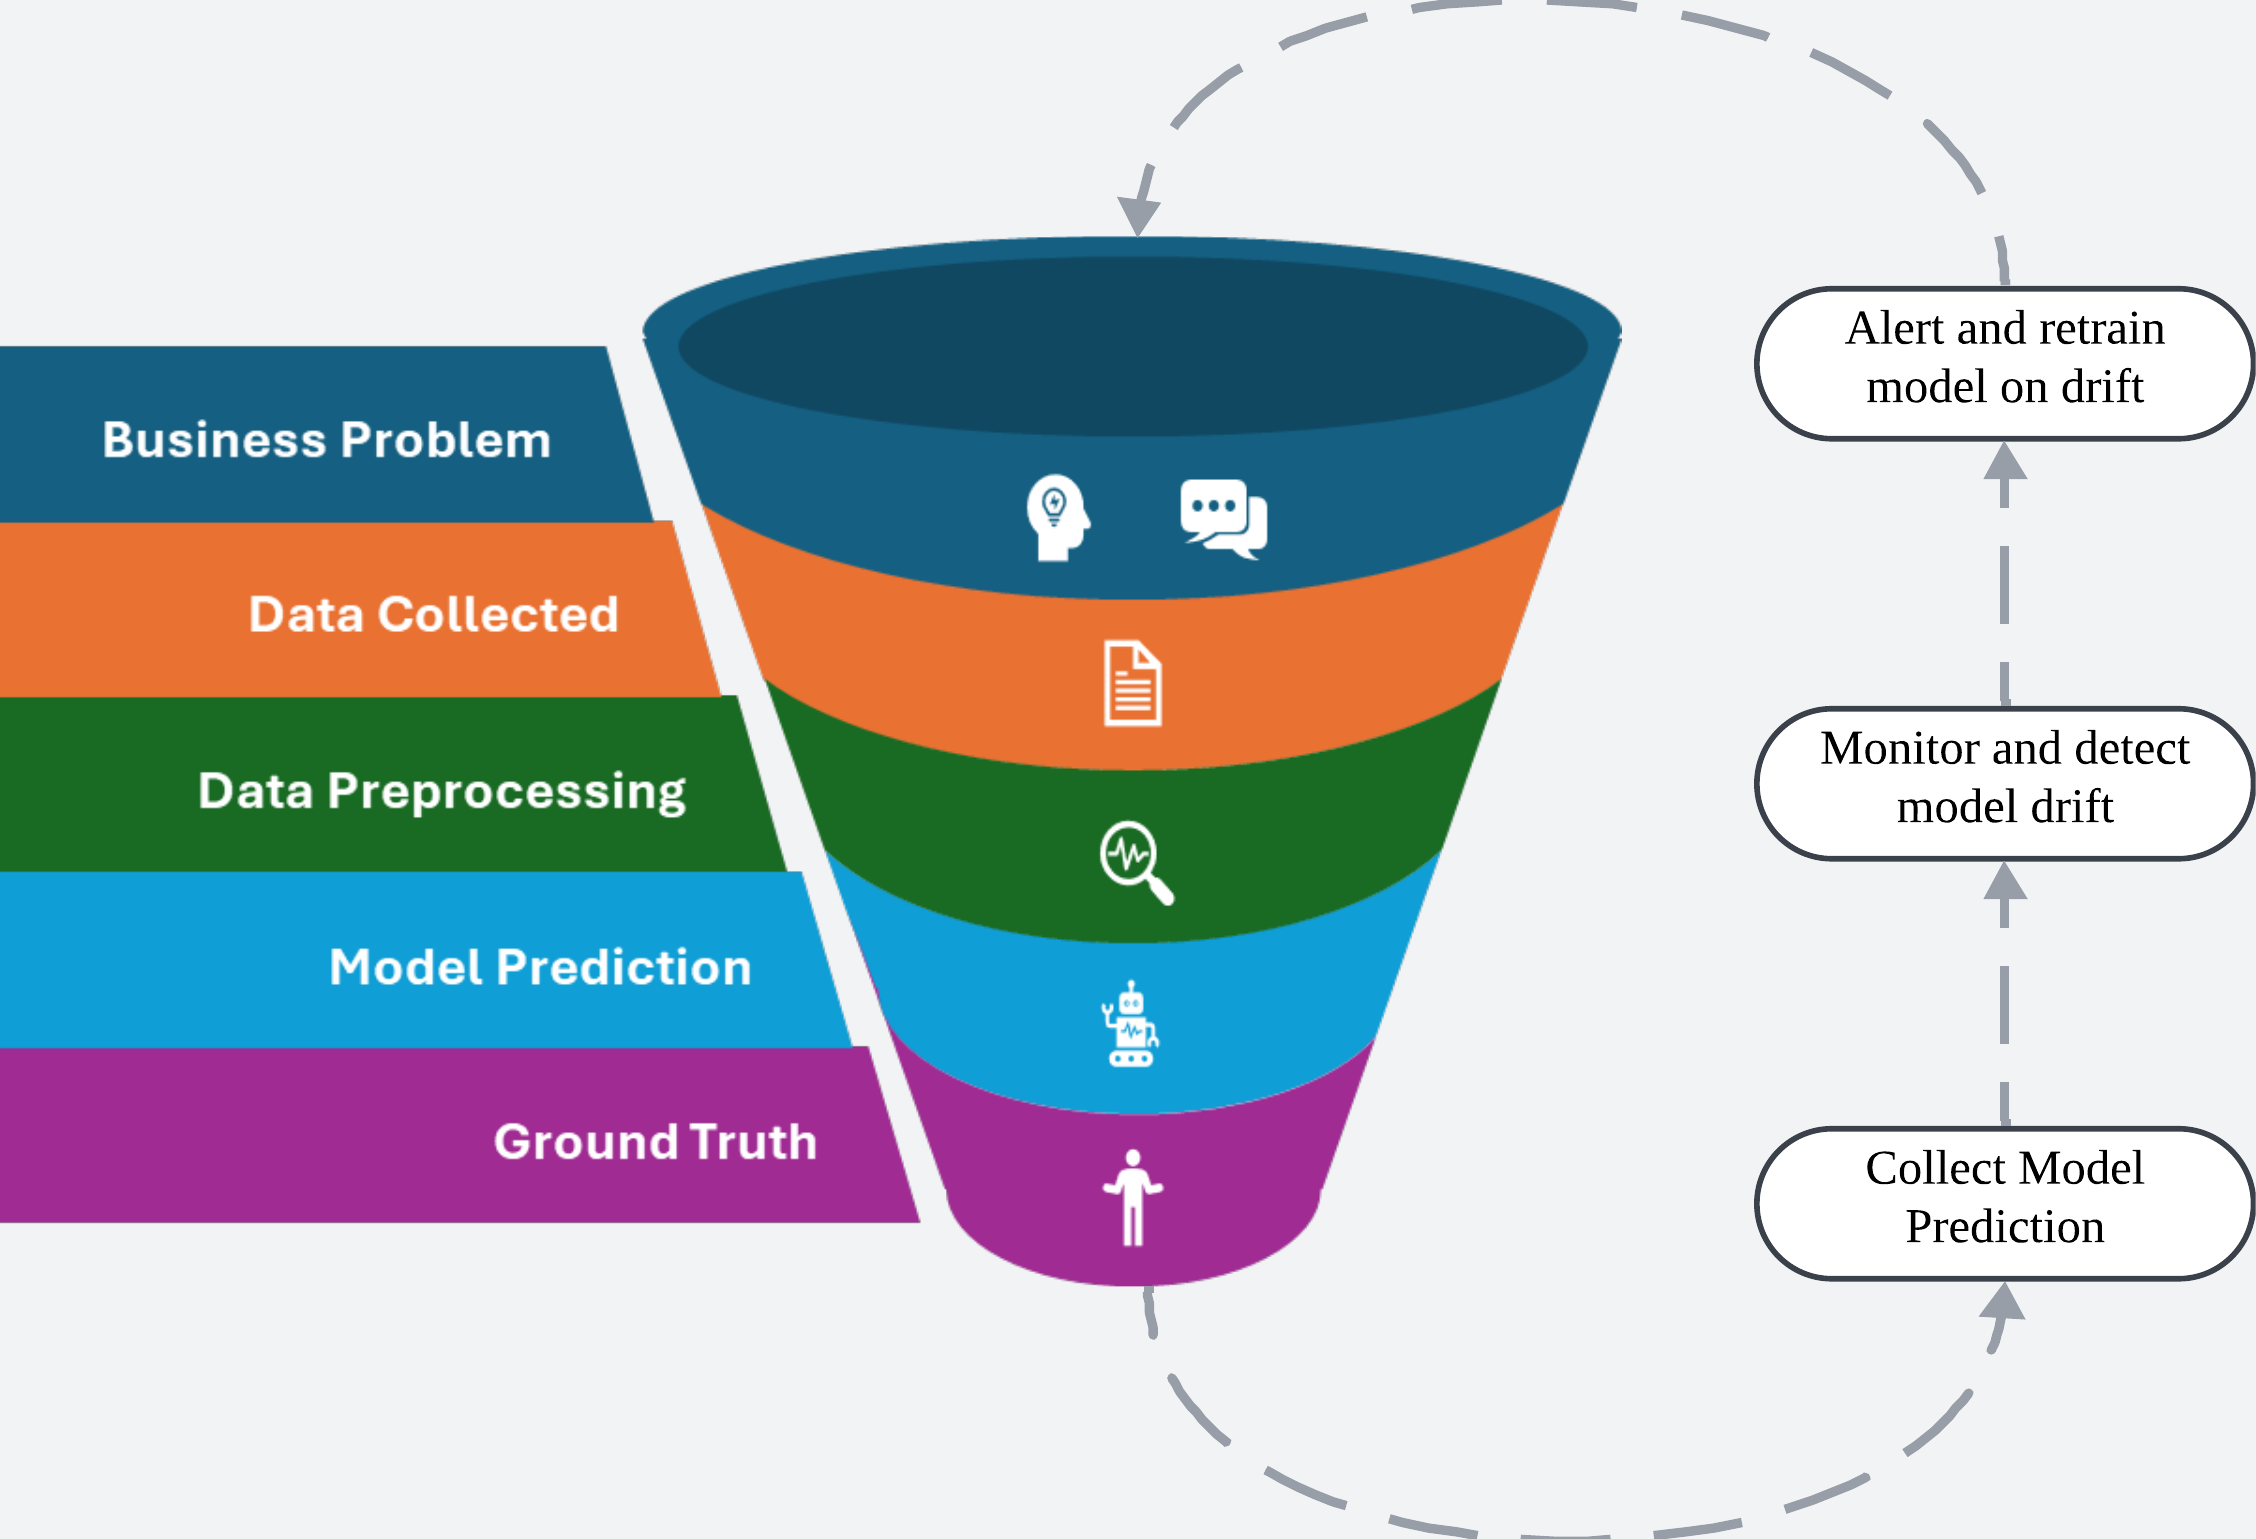 Business Problem
Data Collected
Data Preprocessing
Model Prediction
Ground Truth
Alert and retrain
model on drift
Monitor and detect
model drift
Collect Model
Prediction